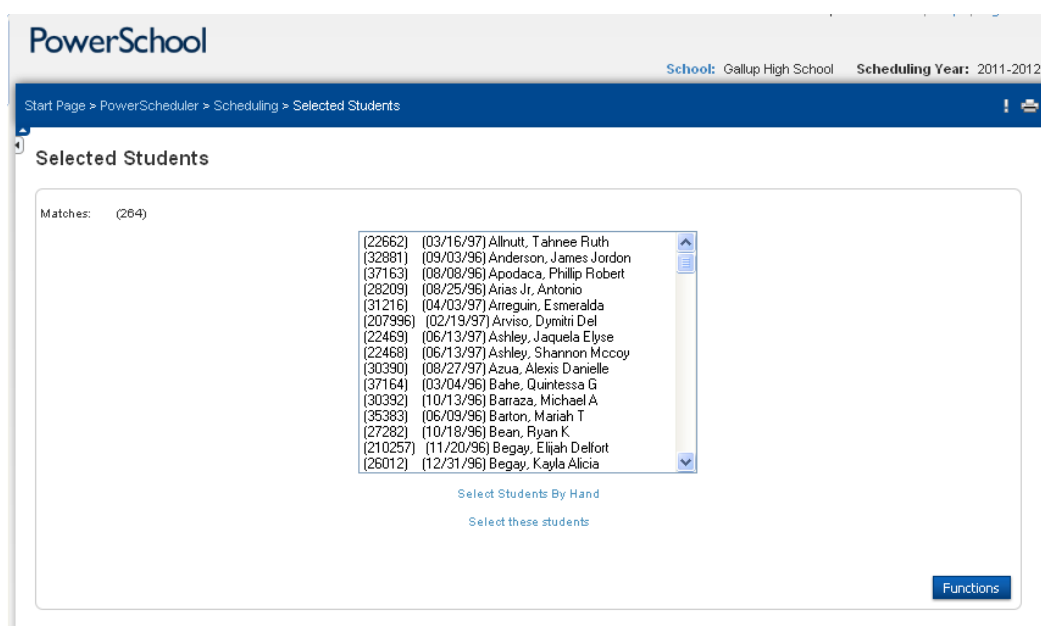 PowerSchool
School: Gallup High School Scheduling Year: 2011-2012
Start Page > PowerScheduler > Scheduling > Selected Students
Selected Students
Matches: (264)
(22662) (03/16/97) Allnutt, Tahnee Ruth
(32881) (09/03/96) Anderson, James Jordon
(37163) (08/08/96) Apodaca, Phillip Robert
(28209) (08/25/96) Arias Jr, Antonio
(31216) (04/03/97) Arreguin, Esmeralda
(207996) (02/19/97) Arviso, Dymitri Del
(22469) (06/13/97) Ashley, Jaquela Elyse
(22468) (06/13/97) Ashley, Shannon Mccoy
(30390) (08/27/97) Azua, Alexis Danielle
(37164) (03/04/96) Bahe, Quintessa G
(30392) (10/13/96) Barraza, Michael A
(35383) (06/09/96) Barton, Mariah T
(27282) (10/18/96) Bean, Ryan K
(210257) (11/20/96) Begay, Elijah Delfort
(26012) (12/31/96) Begay, Kayla Alicia
Select Students By Hand
Select these students
Functions